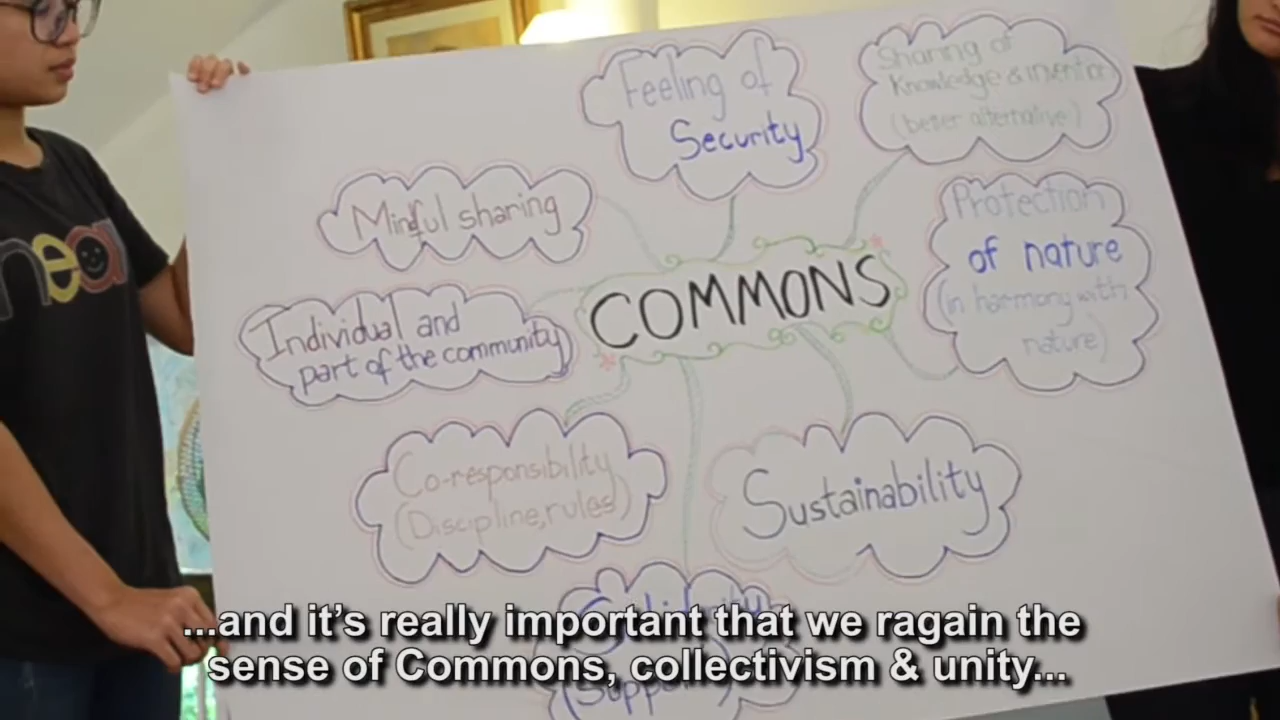 Feeling of
Security
Sharing of
Knowledge & invention
(better alternative)
Mindful sharing
Protection
of nature
(in harmony with
nature)
COMMONS
Individual and
part of the community
Co-responsibility
(Discipline, rules)
Sustainability
nea
...and it's really important that we ragain the
sense of Commons, collectivism & unity...